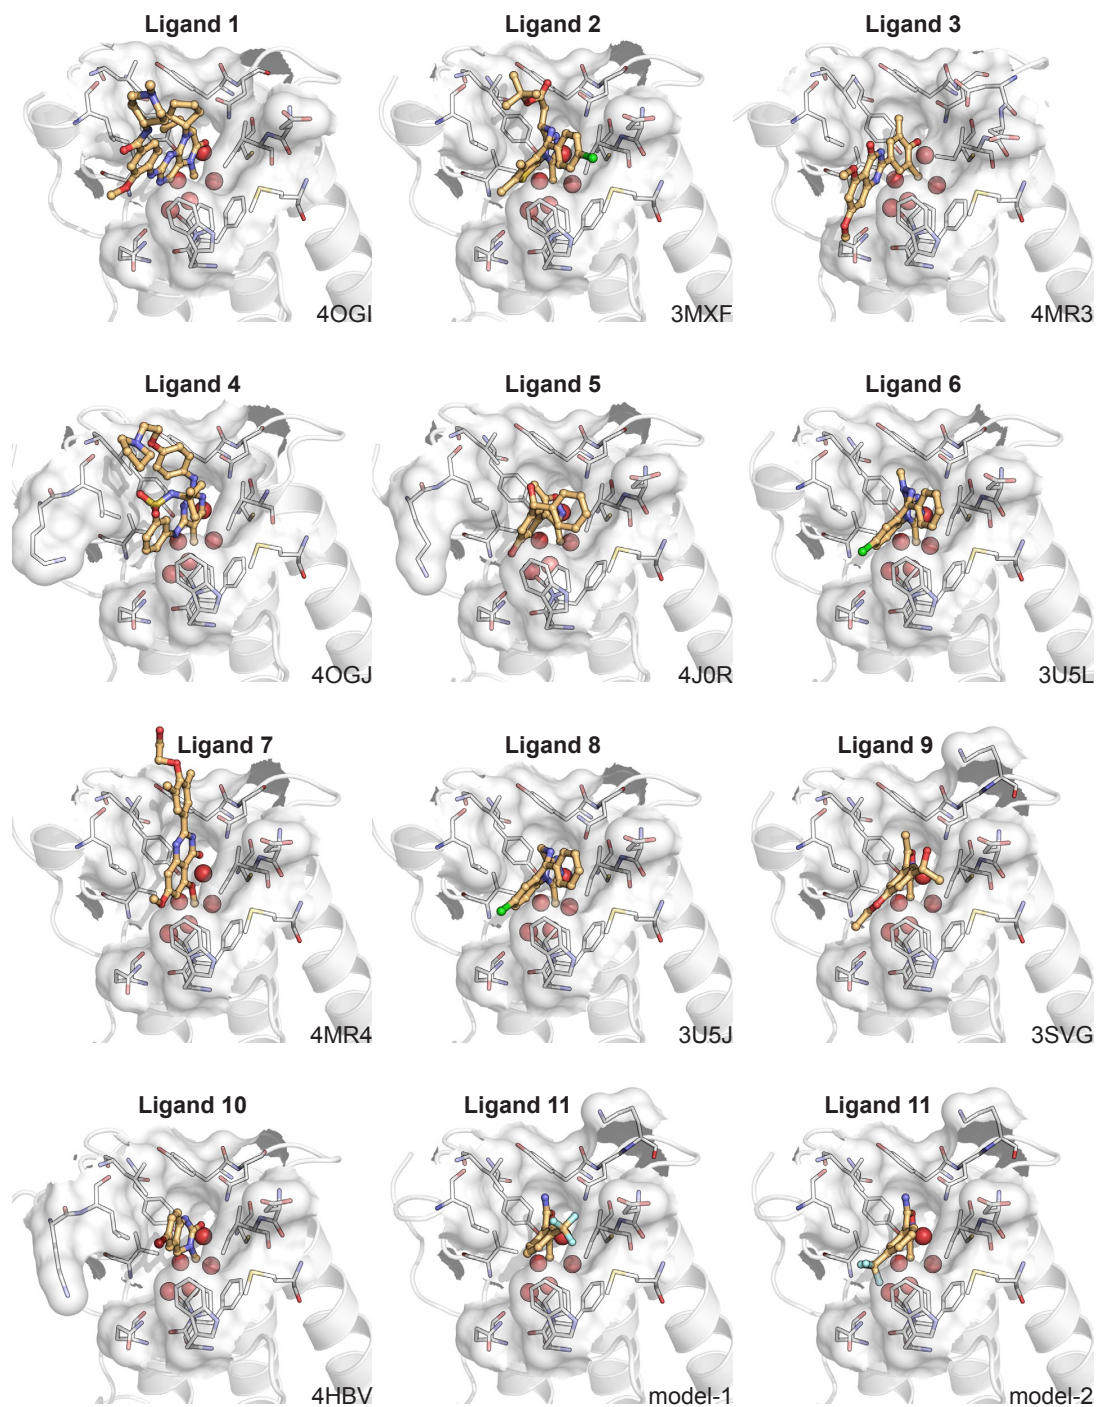 Ligand 1
Ligand 2
Ligand 3
4OGI
3MXF
4MR3
Ligand 4
Ligand 5
Ligand 6
4OGJ
4J0R
3U5L
Ligand 7
Ligand 8
Ligand 9
4MR4
3U5J
3SVG
Ligand 10
Ligand 11
Ligand 11
4HBV
model-1
model-2